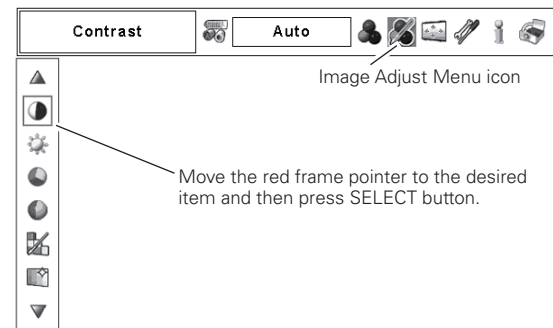 Contrast
Auto
Image Adjust Menu icon
Move the red frame pointer to the desired
item and then press SELECT button.